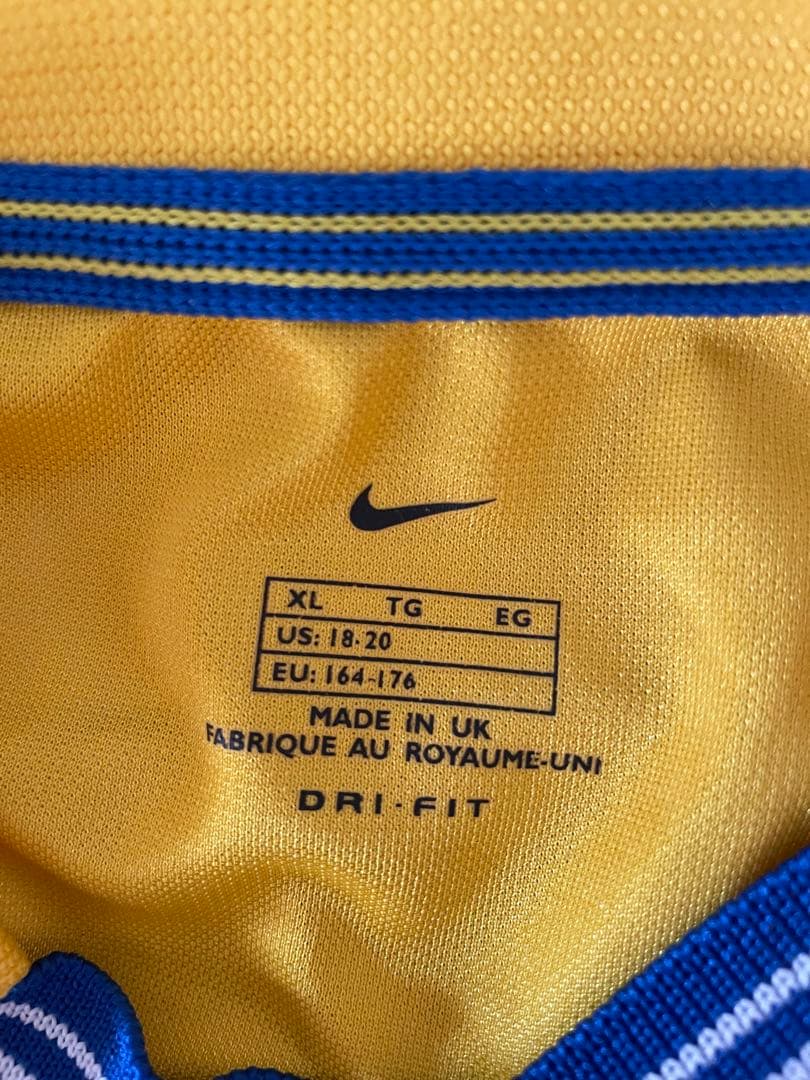 XL TG EG
US: 18-20
EU: 164-176
MADE IN UK
FABRIQUE AU ROYAUME-UNI
DRI-FIT